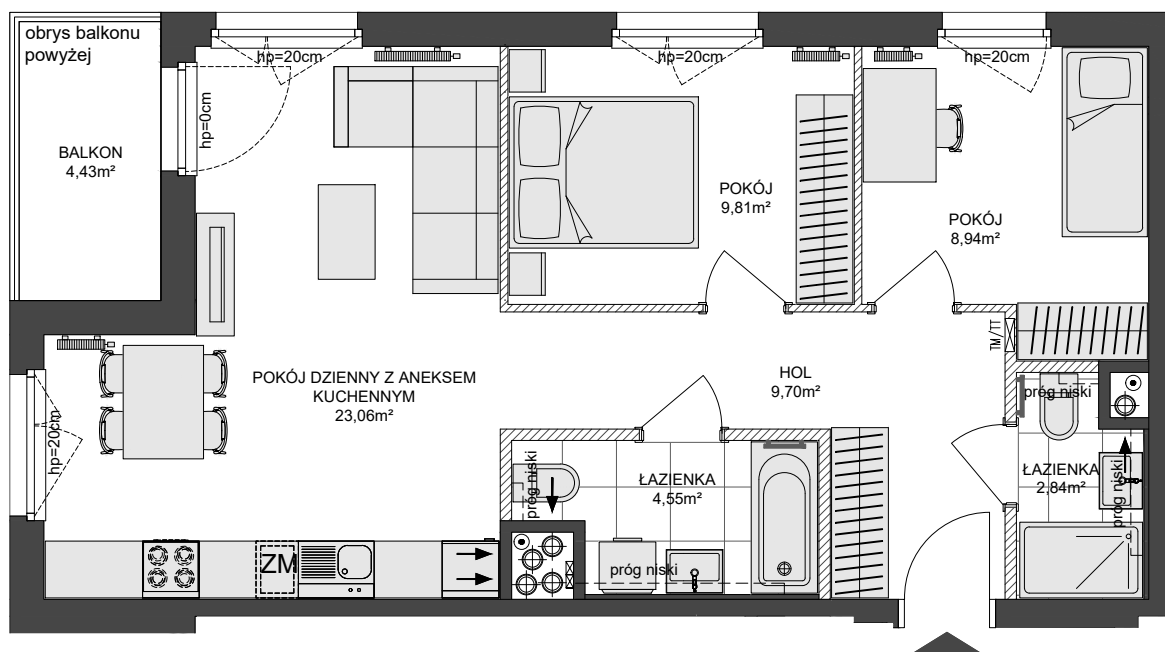 obrys balkonu
powyżej
hp=20cm
hp=20cm
hp=20cm
hp=0cm
BALKON
4,43m²
POKÓJ
9,81m²
POKÓJ
8,94m²
TM/TT
POKÓJ DZIENNY Z ANEKSEM
KUCHENNYM
23,06m²
HOL
9,70m²
próg niski
hp=20cm
próg niski
ŁAZIENKA
4,55m²
ŁAZIENKA
2,84m²
próg niski
ZM
próg niski